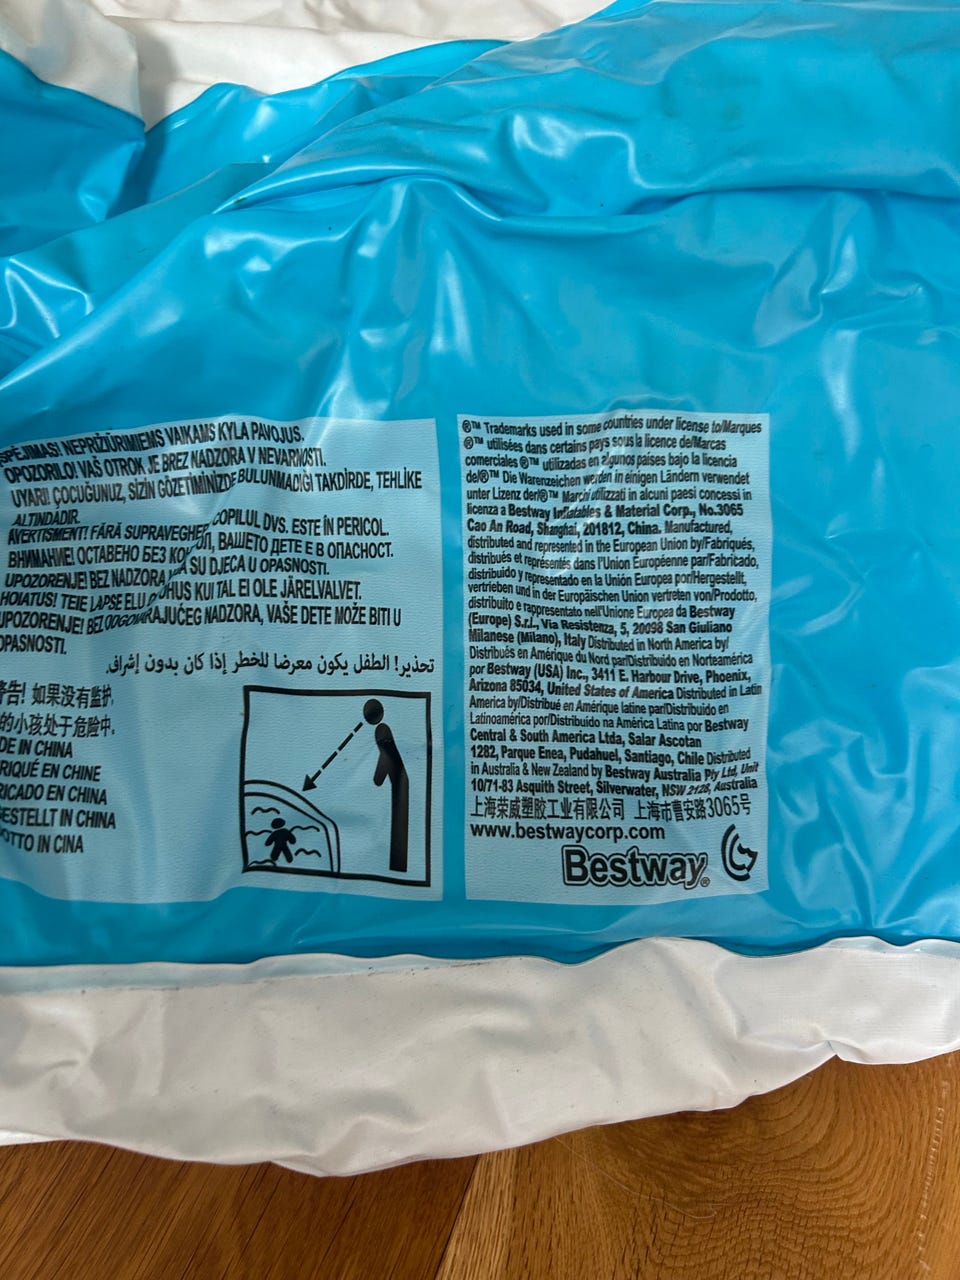 SPĖJIMAS! NEPRIŽIŪRIMIEMS VAIKAMS KYLA PAVOJUS.
OPOZORILO! VAŠ OTROK JE BREZ NADZORA V NEVARNOSTI.
UYARI! ÇOCUĞUNUZ, SİZİN GÖZETİMİNİZDE BULUNMADIĞI TAKDİRDE, TEHLİKE
ALTINDADIR.
AVERTISMENT! FĂRĂ SUPRAVEGHE COPILUL DVS. ESTE ÎN PERICOL.
ВНИМАНИЕ! ОСТАВЕНО БЕЗ ВАШЕТО ДЕТЕ Е В ОПАСНОСТ.
UPOZORENJE! BEZ NADZORA SU DJECA U OPASNOSTI.
HOIATUS! TEIE LAPSE ELU OHUS KUI TAL EI OLE JÄRELVALVET.
UPOZORENJE! BEZ ODGOVARAJUĆEG NADZORA, VAŠE DETE MOŽE BITI U
OPASNOSTI.
تحذير! الطفل يكون معرضا للخطر إذا كان بدون إشراف.
警告! 如果没有监护,
的小孩处于危险中.
DE IN CHINA
RIQUÉ EN CHINE
RICADO EN CHINA
ESTELLT IN CHINA
OTTO IN CINA
®™ Trademarks used in some countries under license to/Marques
®™ utilisées dans certains pays sous la licence de/Marcas
comerciales ®™ utilizadas en algunos países bajo la licencia
de/®™ Die Warenzeichen werden in einigen Ländern verwendet
unter Lizenz der/®™ Marchi utilizzati in alcuni paesi concessi in
licenza a Bestway Inflatables & Material Corp., No.3065
Cao An Road, Shanghai, 201812, China. Manufactured,
distributed and represented in the European Union by/Fabriqués,
distribués et représentés dans l'Union Européenne par/Fabricado,
distribuido y representado en la Unión Europea por/Hergestellt,
vertrieben und in der Europäischen Union vertreten von/Prodotto,
distribuito e rappresentato nell'Unione Europea da Bestway
(Europe) S.r.l., Via Resistenza, 5, 20098 San Giuliano
Milanese (Milano), Italy Distributed in North America by/
Distribués en Amérique du Nord par/Distribuido en Norteamérica
por Bestway (USA) Inc., 3411 E. Harbour Drive, Phoenix,
Arizona 85034, United States of America Distributed in Latin
America by/Distribué en Amérique latine par/Distribuido en
Latinoamérica por/Distribuído na América Latina por Bestway
Central & South America Ltda, Salar Ascotan
1282, Parque Enea, Pudahuel, Santiago, Chile Distributed
in Australia & New Zealand by Bestway Australia Pty Ltd, Unit
10/71-83 Asquith Street, Silverwater, NSW 2128, Australia
上海荣威塑胶工业有限公司 上海市曹安路3065号
www.bestwaycorp.com
Bestway®